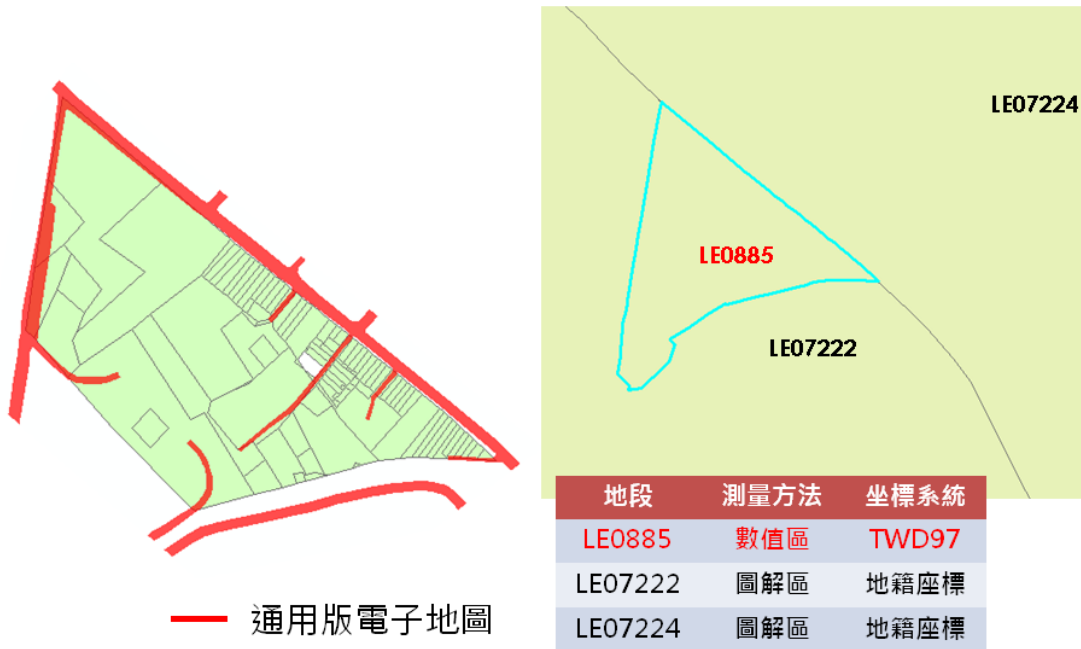 LE07224
LE0885
LE07222
地段 測量方法 坐標系統
LE0885 數值區 TWD97
LE07222 圖解區 地籍座標
LE07224 圖解區 地籍座標
通用版電子地圖